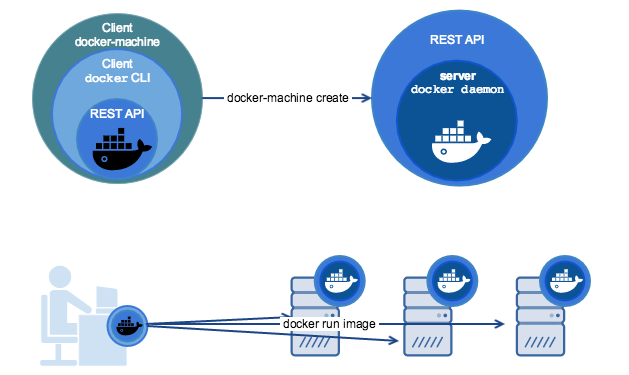 Client
docker-machine
Client
docker CLI
REST API
docker-machine create
REST API
server
docker daemon
docker run image